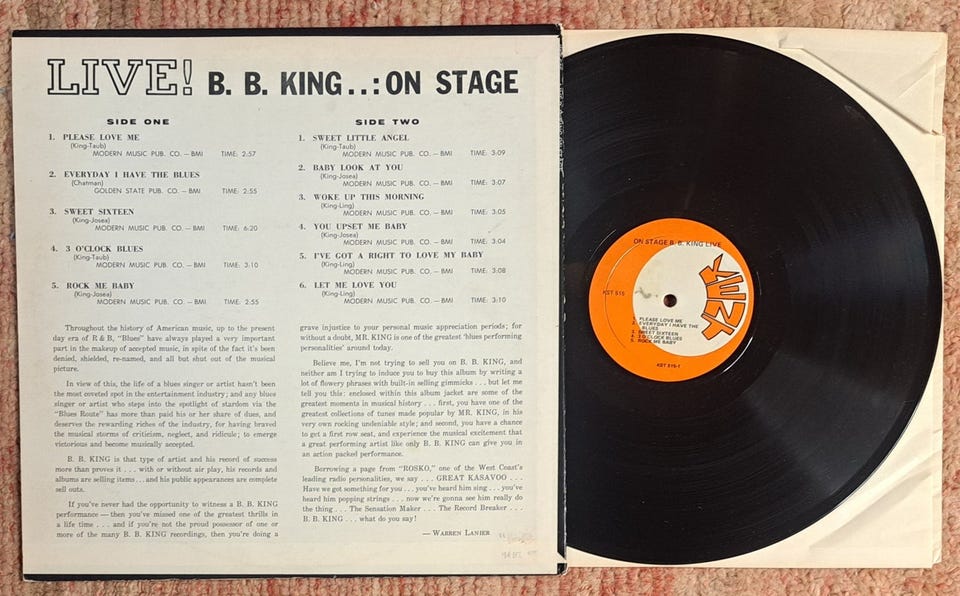 LIVE! B. B. KING..:ON STAGE
SIDE ONE
1. PLEASE LOVE ME
(King-Taub)
MODERN MUSIC PUB. CO. — BMI TIME: 2:57
2. EVERYDAY I HAVE THE BLUES
(Chatman)
GOLDEN STATE PUB. CO. — BMI TIME: 2:55
3. SWEET SIXTEEN
(King-Josea)
MODERN MUSIC PUB. CO. — BMI TIME: 6:20
4. 3 O'CLOCK BLUES
(King-Taub)
MODERN MUSIC PUB. CO. — BMI TIME: 3:10
5. ROCK ME BABY
(King-Josea)
MODERN MUSIC PUB. CO. — BMI TIME: 2:55
SIDE TWO
1. SWEET LITTLE ANGEL
(King-Taub)
MODERN MUSIC PUB. CO. — BMI TIME: 3:09
2. BABY LOOK AT YOU
(King-Josea)
MODERN MUSIC PUB. CO. — BMI TIME: 3:07
3. WOKE UP THIS MORNING
(King-Ling)
MODERN MUSIC PUB. CO. — BMI TIME: 3:05
4. YOU UPSET ME BABY
(King-Josea)
MODERN MUSIC PUB. CO. — BMI TIME: 3:04
5. I'VE GOT A RIGHT TO LOVE MY BABY
(King-Ling)
MODERN MUSIC PUB. CO. — BMI TIME: 3:08
6. LET ME LOVE YOU
(King-Ling)
MODERN MUSIC PUB. CO. — BMI TIME: 3:10
Throughout the history of American music, up to the present
day era of R & B, "Blues" have always played a very important
part in the makeup of accepted music, in spite of the fact it's been
denied, shielded, re-named, and all but shut out of the musical
picture.
In view of this, the life of a blues singer or artist hasn't been
the most coveted spot in the entertainment industry; and any blues
singer or artist who steps into the spotlight of stardom via the
"Blues Route" has more than paid his or her share of dues, and
deserves the rewarding riches of the industry, for having braved
the musical storms of criticism, neglect, and ridicule; to emerge
victorious and become musically accepted.
B. B. KING is that type of artist and his record of success
more than proves it . . . with or without air play, his records and
albums are selling items . . . and his public appearances are complete
sell outs.
If you've never had the opportunity to witness a B. B. KING
performance — then you've missed one of the greatest thrills in
a life time . . . and if you're not the proud possessor of one or
more of the many B. B. KING recordings, then you're doing a
grave injustice to your personal music appreciation periods; for
without a doubt, MR. KING is one of the greatest 'blues performing
personalities' around today.
Believe me, I'm not trying to sell you on B. B. KING, and
neither am I trying to induce you to buy this album by writing a
lot of flowery phrases with built-in selling gimmicks . . . but let me
tell you this: enclosed within this album jacket are some of the
greatest moments in musical history . . . first, you have one of the
greatest collections of tunes made popular by MR. KING, in his
very own rocking undeniable style; and second, you have a chance
to get a first row seat, and experience the musical excitement that
a great performing artist like only B. B. KING can give you in
an action packed performance.
Borrowing a page from "ROSKO," one of the West Coast's
leading radio personalities, we say . . . GREAT KASAVOO . . .
Have we got something for you . . . you've heard him sing . . . you've
heard him popping strings . . . now we're gonna see him really do
the thing . . . The Sensation Maker . . . The Record Breaker . . .
B. B. KING . . . what do you say!
— WARREN LANIER
ON STAGE B. B. KING LIVE
KENT
KST 515
1. PLEASE LOVE ME
2. EVERYDAY I HAVE THE
BLUES
3. SWEET SIXTEEN
4. 3 O'CLOCK BLUES
5. ROCK ME BABY
KST 515-1